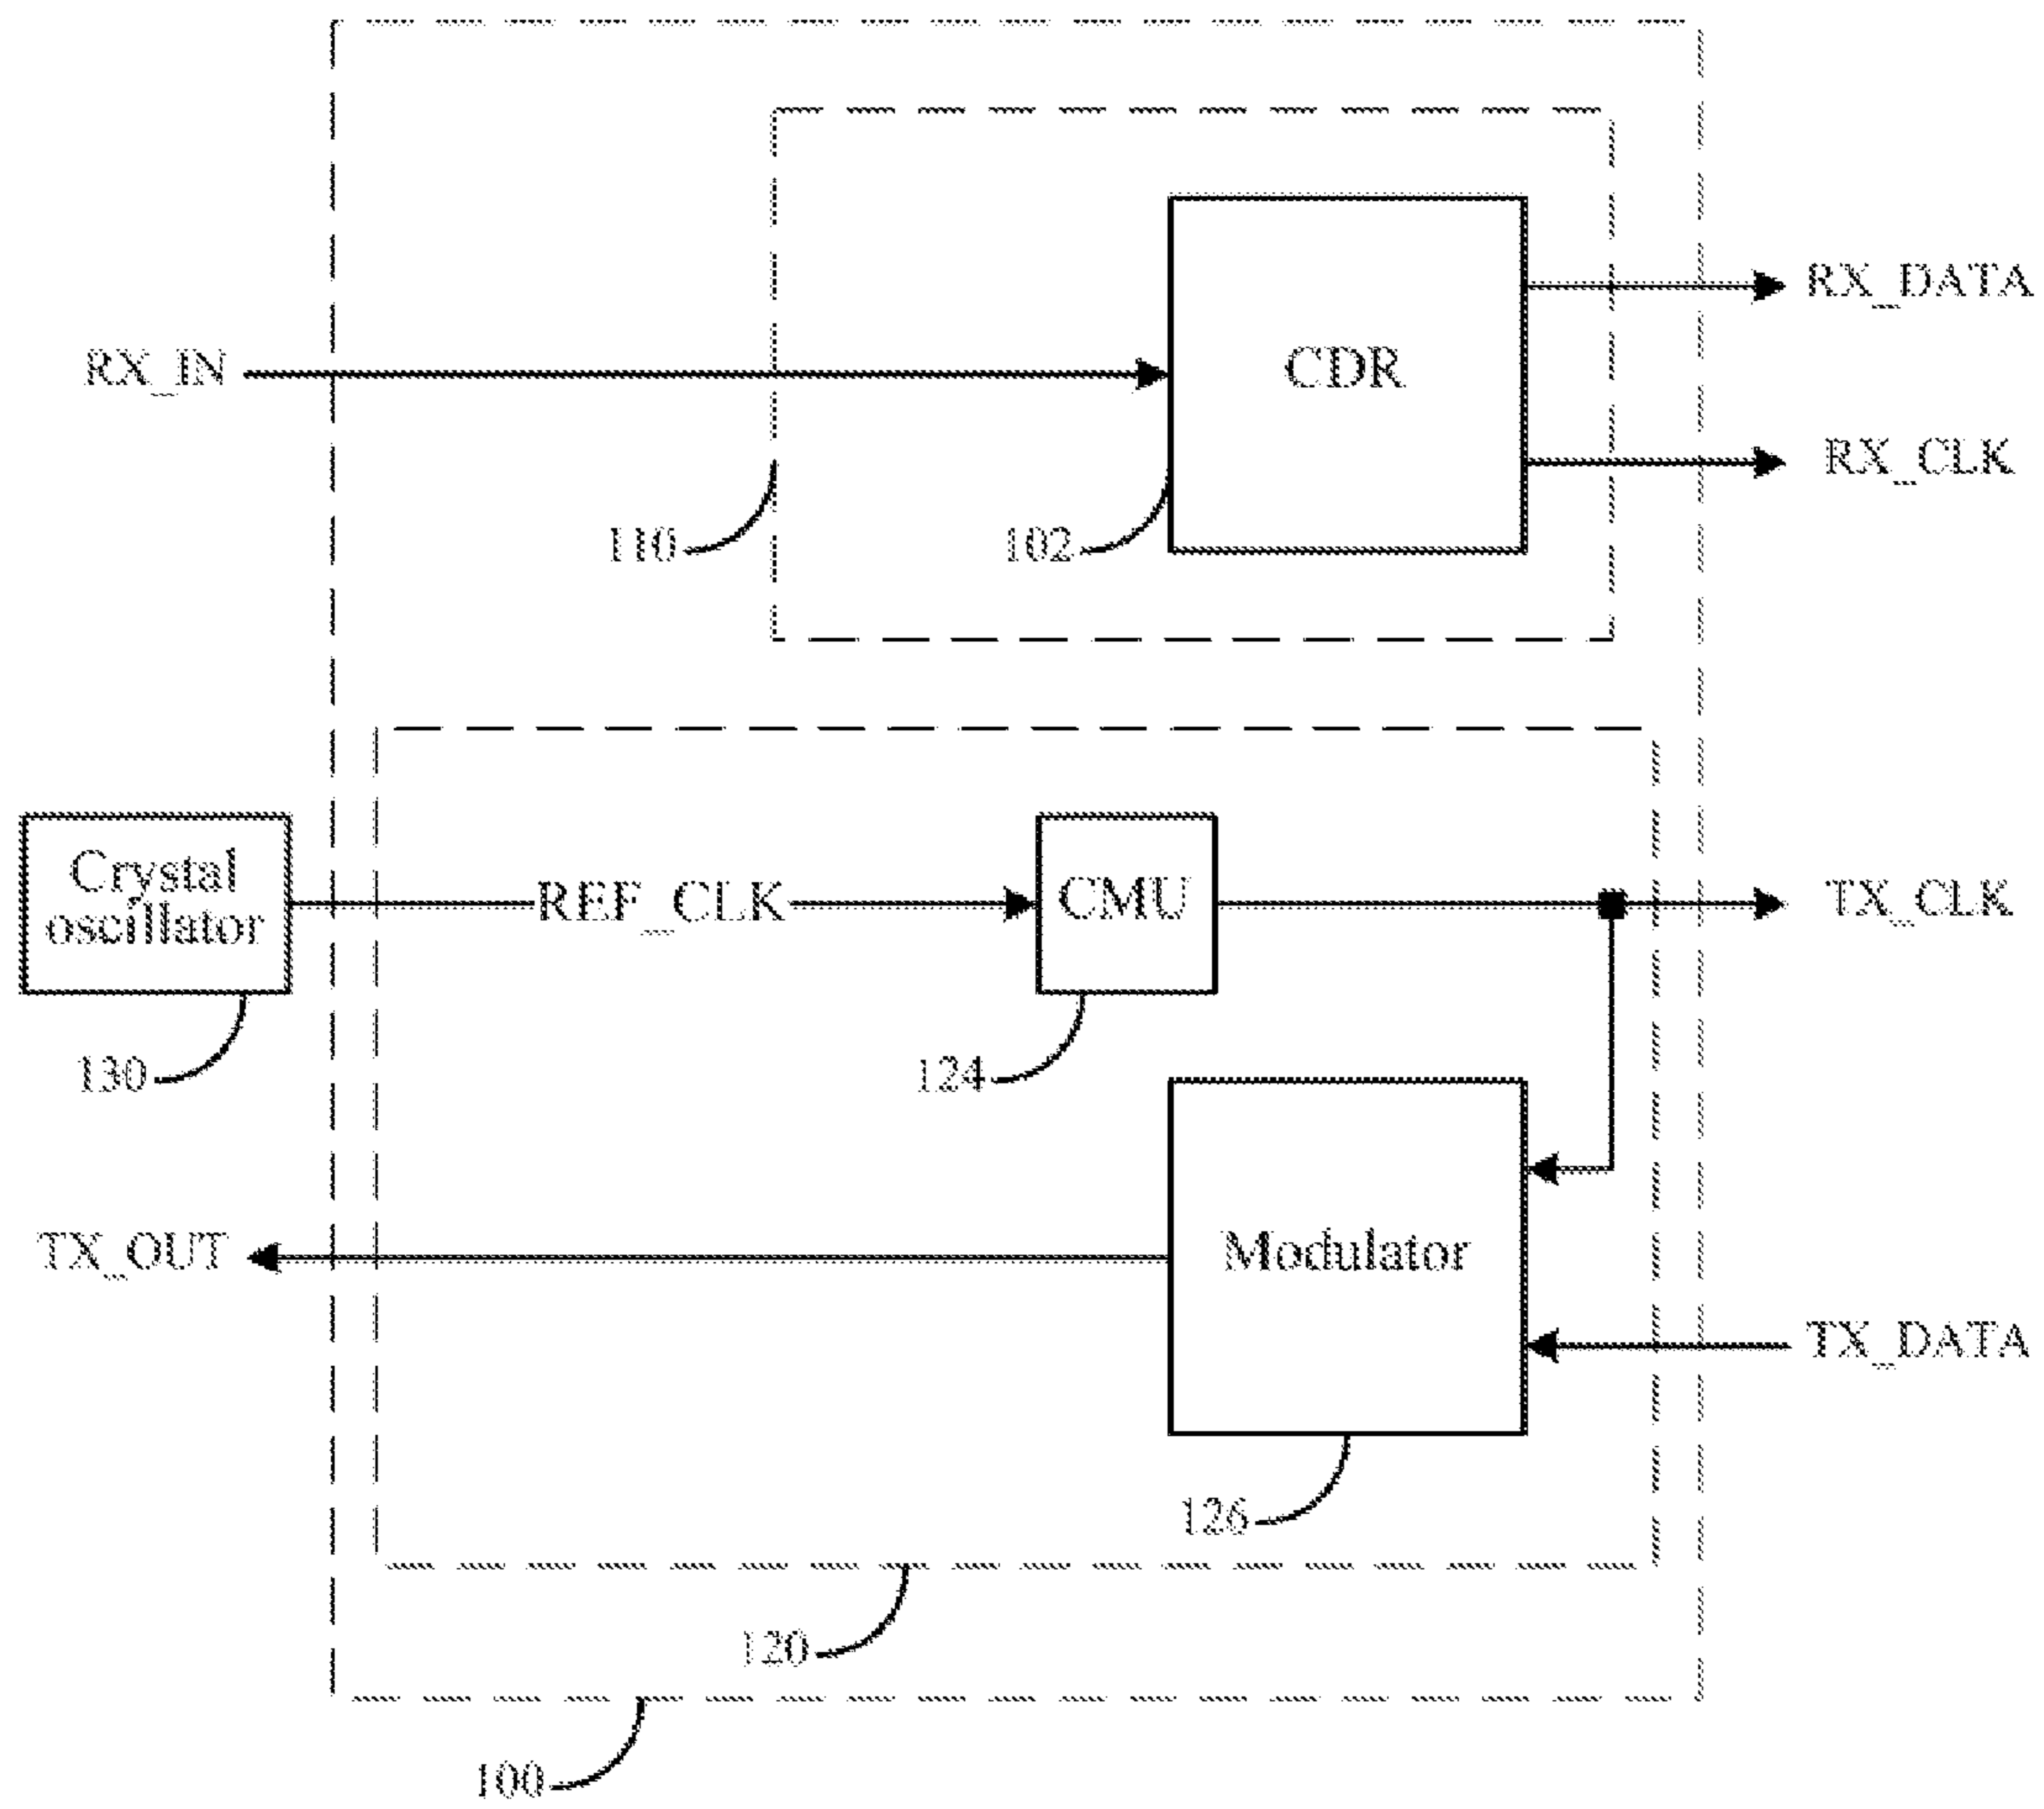 RX_DATA
CDR
RX_IN
RX_CLK
110
102
Crystal
oscillator
REF_CLK
CMU
TX_CLK
130
124
TX_OUT
Modulator
TX_DATA
126
120
100